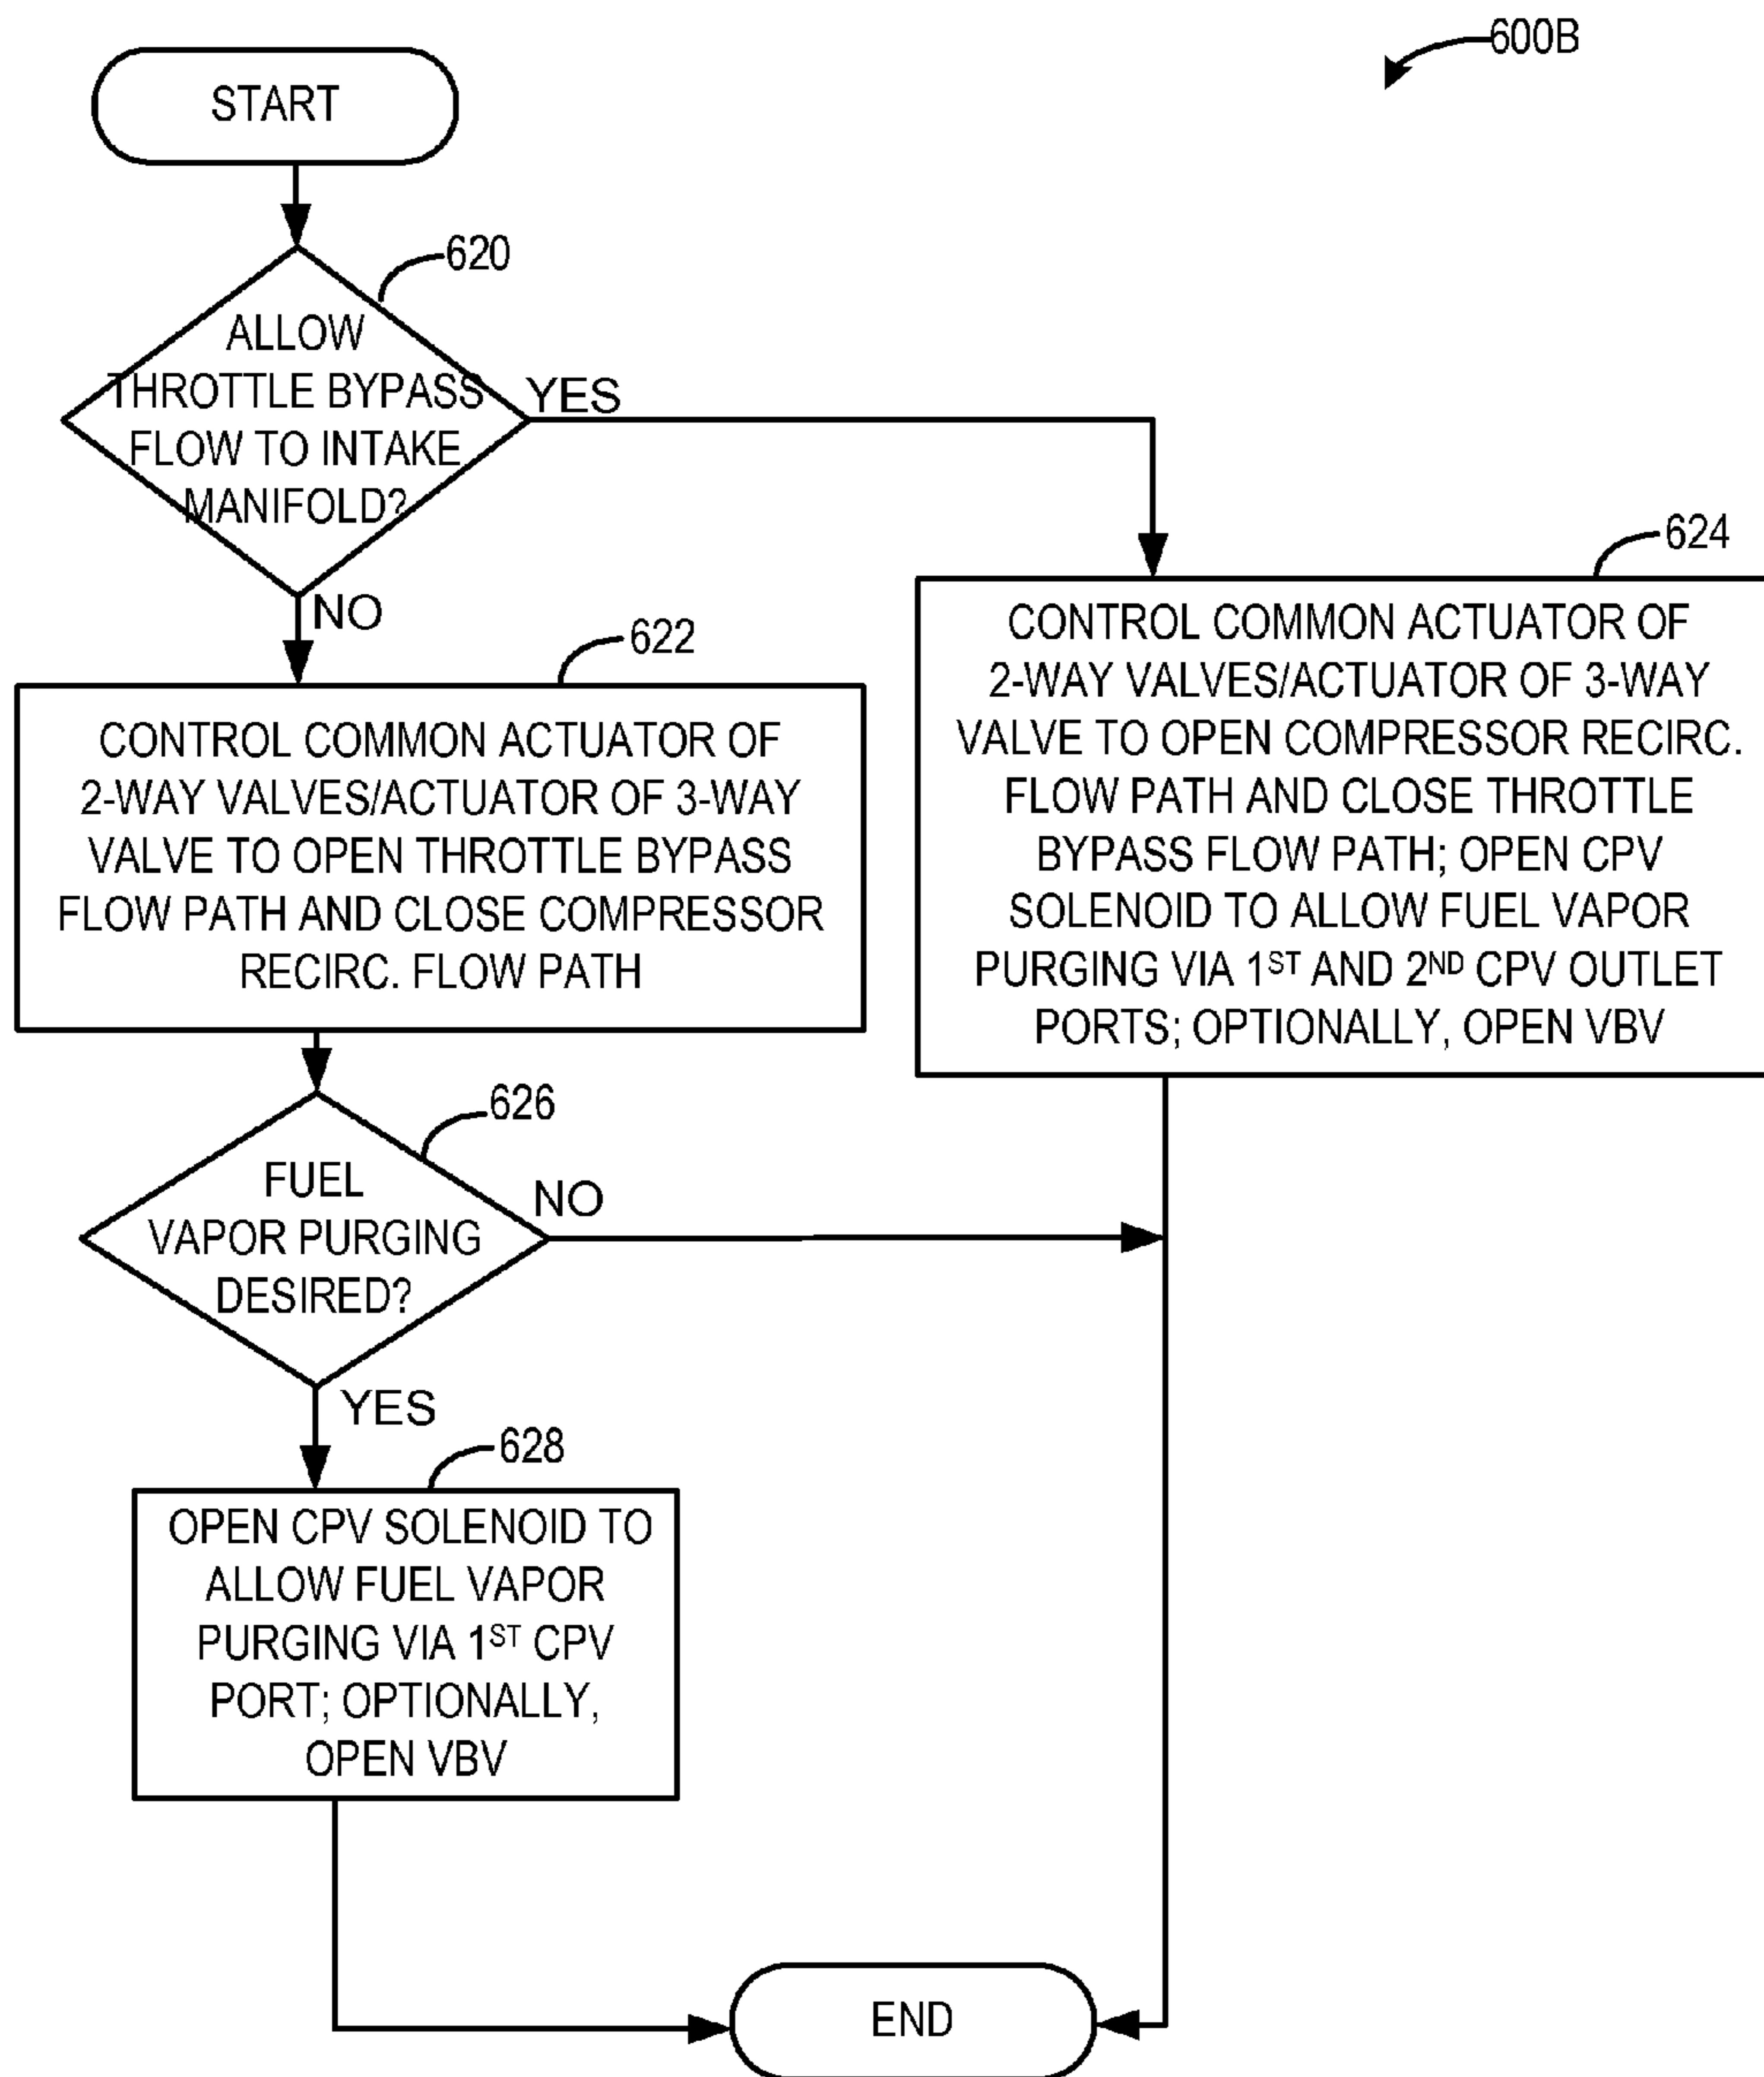 600B
START
620
ALLOW
THROTTLE BYPASS
FLOW TO INTAKE
MANIFOLD?
YES
NO
622
CONTROL COMMON ACTUATOR OF
2-WAY VALVES/ACTUATOR OF 3-WAY
VALVE TO OPEN THROTTLE BYPASS
FLOW PATH AND CLOSE COMPRESSOR
RECIRC. FLOW PATH
624
CONTROL COMMON ACTUATOR OF
2-WAY VALVES/ACTUATOR OF 3-WAY
VALVE TO OPEN COMPRESSOR RECIRC.
FLOW PATH AND CLOSE THROTTLE
BYPASS FLOW PATH; OPEN CPV
SOLENOID TO ALLOW FUEL VAPOR
PURGING VIA 1ST AND 2ND CPV OUTLET
PORTS; OPTIONALLY, OPEN VBV
626
FUEL
VAPOR PURGING
DESIRED?
NO
YES
628
OPEN CPV SOLENOID TO
ALLOW FUEL VAPOR
PURGING VIA 1ST CPV
PORT; OPTIONALLY,
OPEN VBV
END